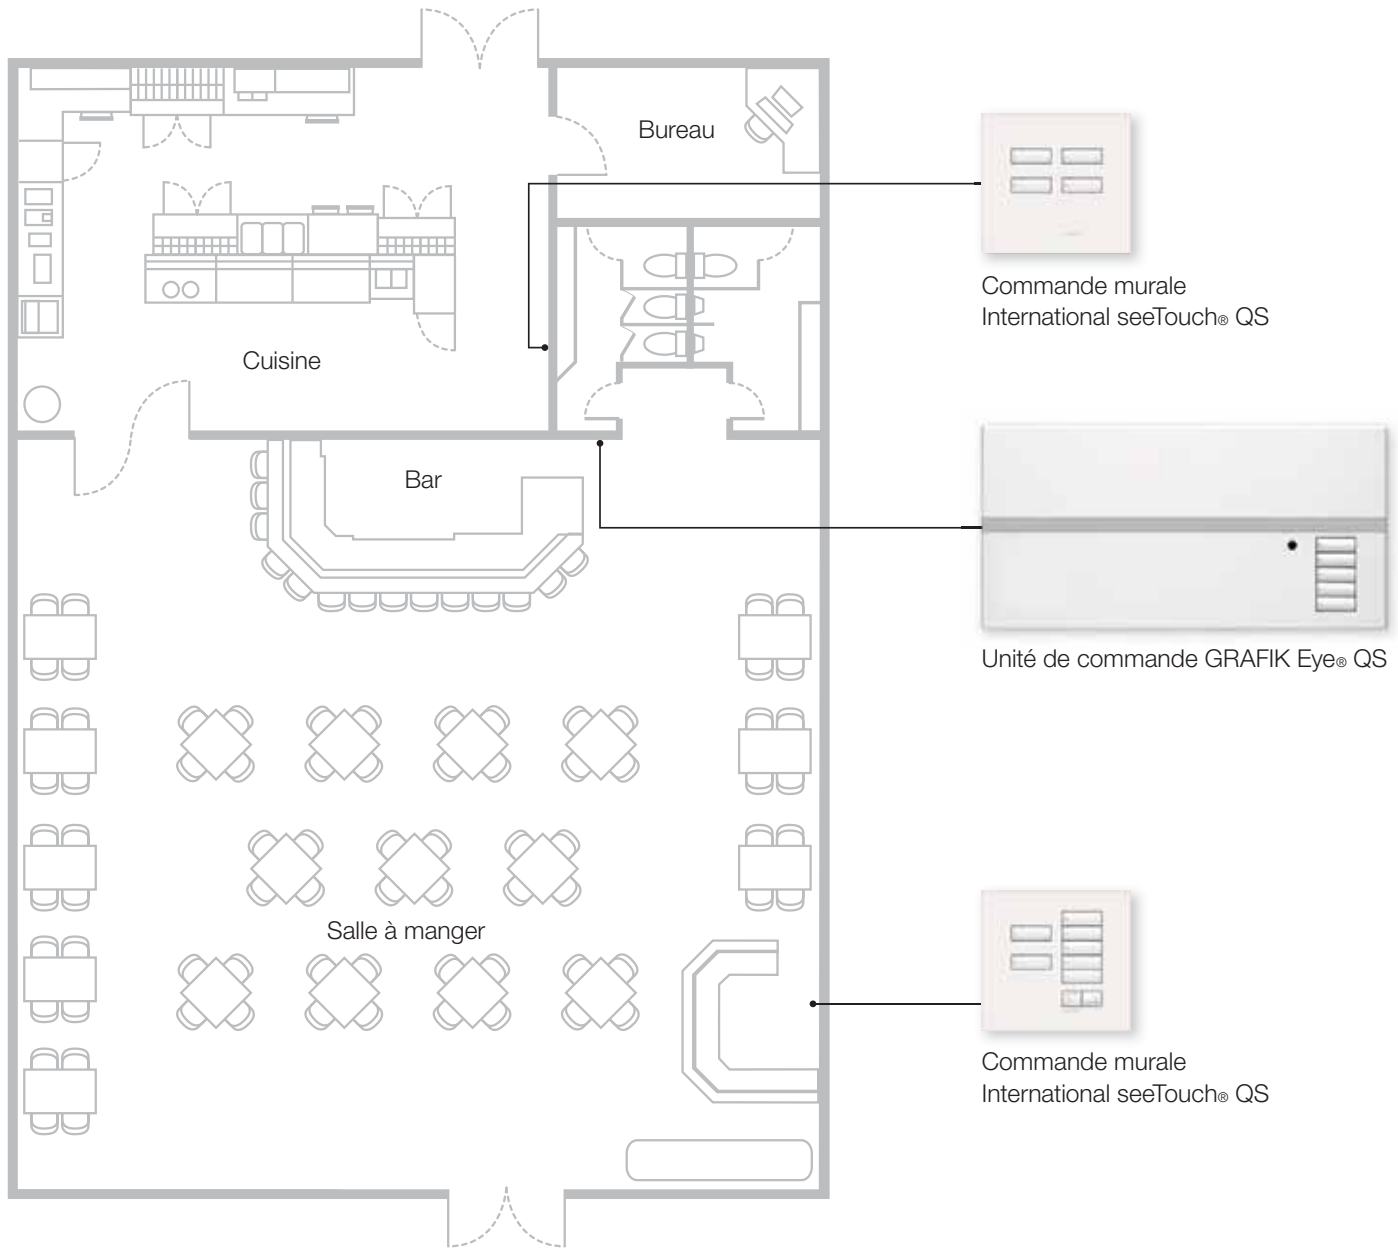 Bureau
Commande murale
International seeTouch® QS
Cuisine
Bar
Unité de commande GRAFIK Eye® QS
Salle à manger
Commande murale
International seeTouch® QS